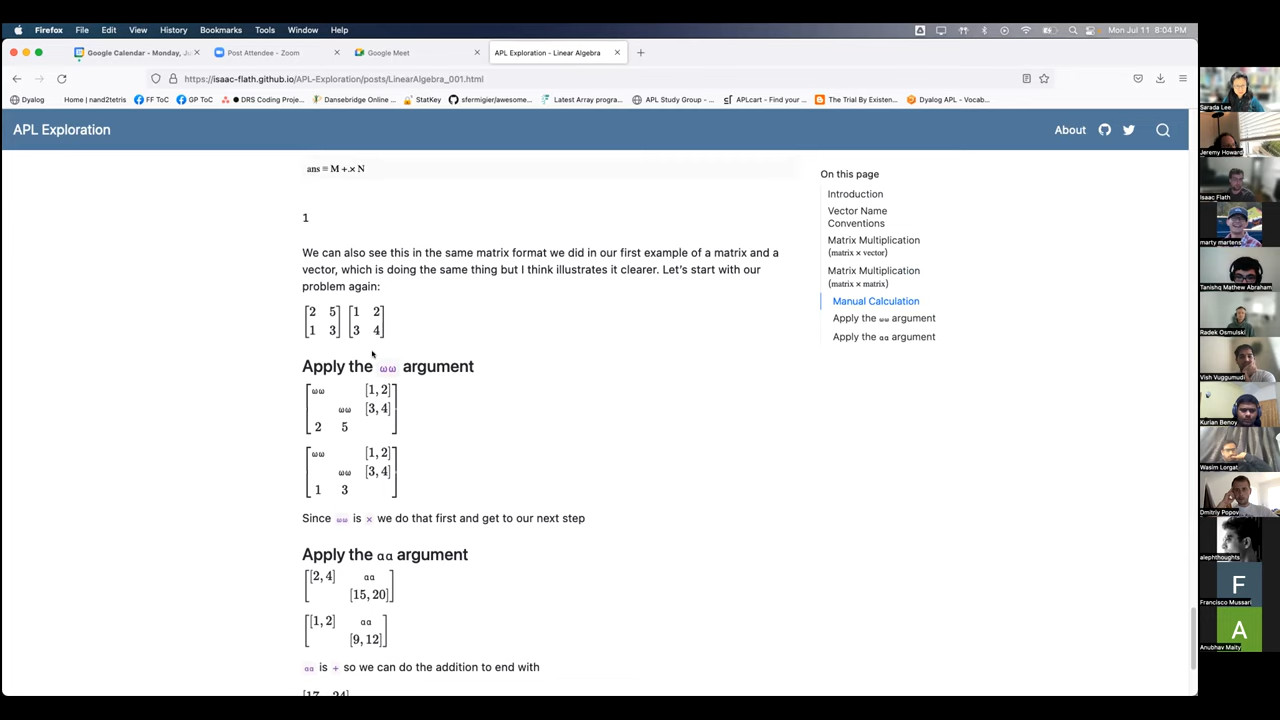 Firefox File Edit View History Bookmarks Tools Window Help Mon Jul 11 8:04 PM
Google Calendar - Monday, Ju × Post Attendee - Zoom × Google Meet × APL Exploration - Linear Algebra × +
https://isaac-flath.github.io/APL-Exploration/posts/LinearAlgebra_001.html
Dyalog Home | nand2tetris FF ToC GP ToC ● DRS Coding Proje... Dansebridge Online ... StatKey sfermigier/awesome... Latest Array progra... APL Study Group -... APLcart - Find your ... The Trial By Existen... Dyalog APL - Vocab...
APL Exploration About
ans ≡ M +.× N
1
We can also see this in the same matrix format we did in our first example of a matrix and a
vector, which is doing the same thing but I think illustrates it clearer. Let's start with our
problem again:
[2 5] [1 2]
[1 3] [3 4]
Apply the ⍵⍵ argument
⍵⍵ [1, 2]
⍵⍵ [3, 4]
2 5
⍵⍵ [1, 2]
⍵⍵ [3, 4]
1 3
Since ⍵⍵ is × we do that first and get to our next step
Apply the ⍺⍺ argument
[2, 4] ⍺⍺
[15, 20]
[1, 2] ⍺⍺
[9, 12]
⍺⍺ is + so we can do the addition to end with
[17 24]
On this page
Introduction
Vector Name
Conventions
Matrix Multiplication
(matrix × vector)
Matrix Multiplication
(matrix × matrix)
Manual Calculation
Apply the ⍵⍵ argument
Apply the ⍺⍺ argument
Sarada Lee
Jeremy Howard
Isaac Flath
marty martens
Tanishq Mathew Abraham
Radek Osmulski
Vish Vuggumudi
Kurian Benoy
Wasim Lorgat
Dmitriy Popov
alephthoughts
F
Francisco Mussari
A
Anubhav Maity